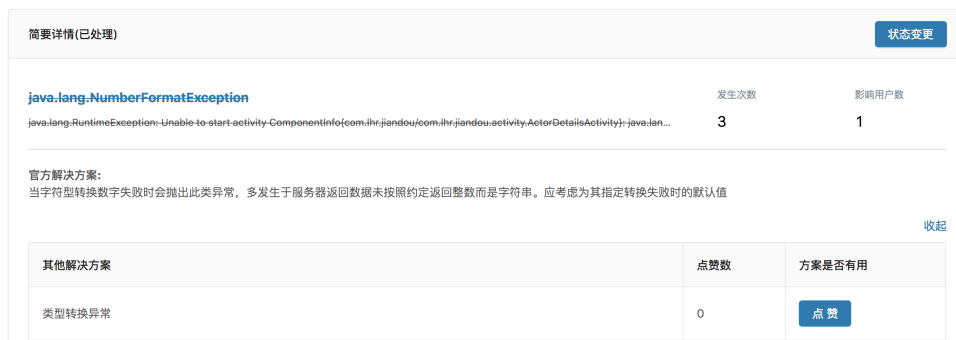 简要详情(已处理)
状态变更
java.lang.NumberFormatException
发生次数
影响用户数
java.lang.RuntimeException: Unable to start activity ComponentInfo{com.lhr.jiandou/com.lhr.jiandou.activity.ActorDetailsActivity}: java.lan...
3
1
官方解决方案:
当字符型转换数字失败时会抛出此类异常，多发生于服务器返回数据未按照约定返回整数而是字符串。应考虑为其指定转换失败时的默认值
收起
其他解决方案
点赞数
方案是否有用
类型转换异常
0
点 赞